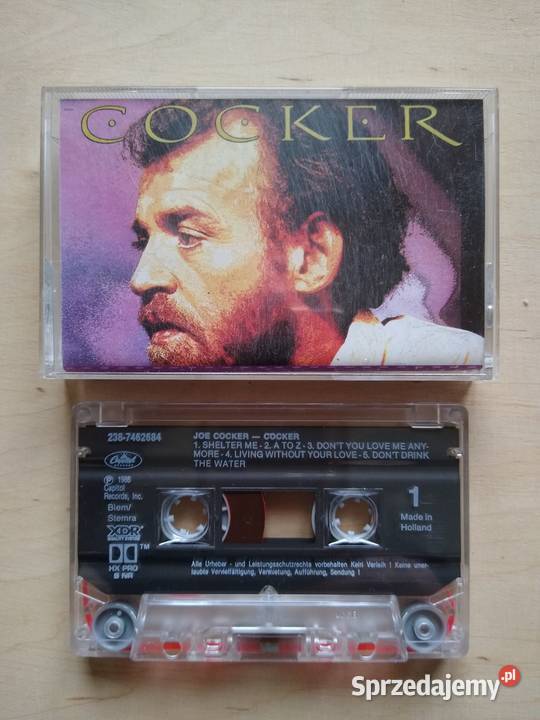 COCKER
238-7462684
JOE COCKER — COCKER
1. SHELTER ME - 2. A TO Z - 3. DON'T YOU LOVE ME ANY-
MORE - 4. LIVING WITHOUT YOUR LOVE - 5. DON'T DRINK
THE WATER
Capitol
℗ 1986
Capitol
Records, Inc.
Biem/
Stemra
XDR
HX PRO
B NR
TM
1
Made in
Holland
Alle Urheber - und Leistungsschutzrechte vorbehalten Kein Verleih ! Keine uner-
laubte Vervielfältigung, Vermietung, Aufführung, Sendung !
Sprzedajemy.pl